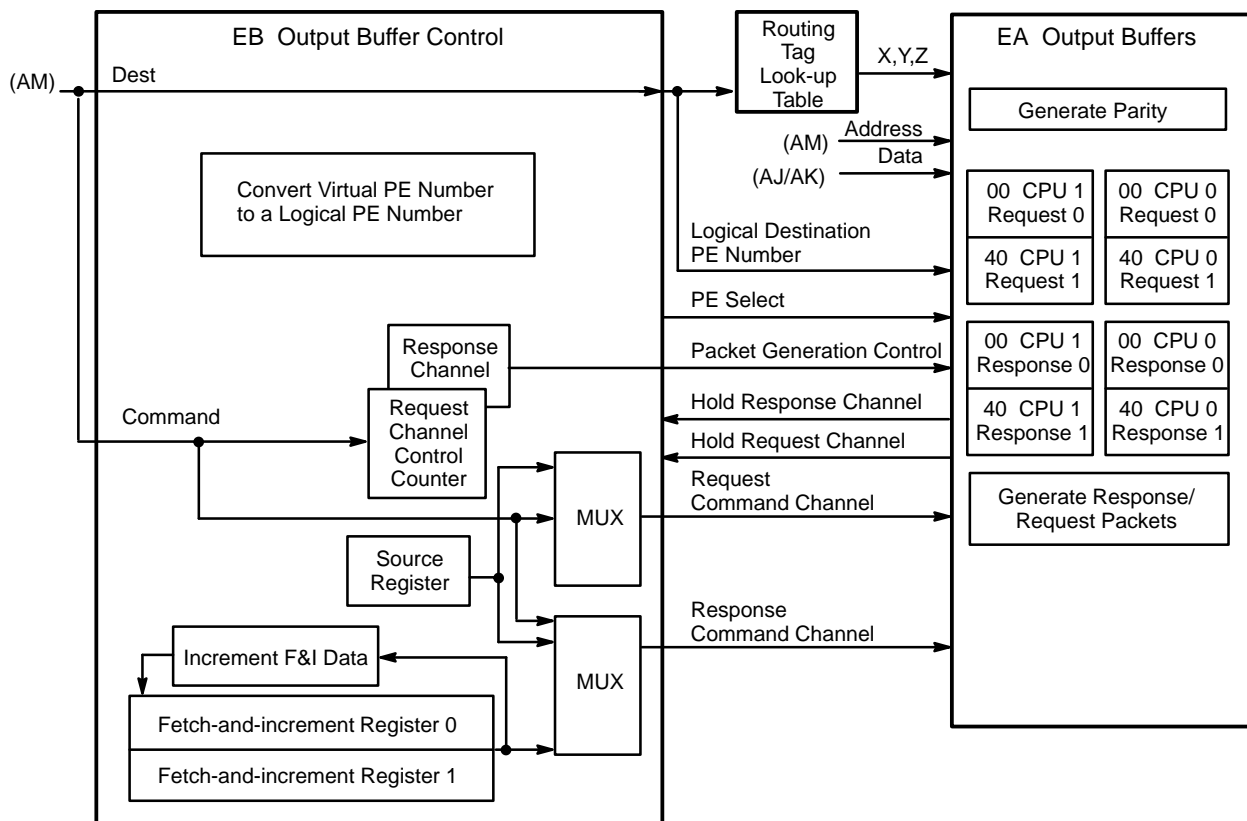 EB Output Buffer Control
(AM)
Dest
Routing
Tag
Look-up
Table
X,Y,Z
EA Output Buffers
Generate Parity
(AM)
Address
(AJ/AK)
Data
Convert Virtual PE Number
to a Logical PE Number
00 CPU 1
Request 0
00 CPU 0
Request 0
40 CPU 1
Request 1
40 CPU 0
Request 1
Logical Destination
PE Number
PE Select
Response
Channel
Packet Generation Control
00 CPU 1
Response 0
00 CPU 0
Response 0
40 CPU 1
Response 1
40 CPU 0
Response 1
Command
Request
Channel
Control
Counter
Hold Response Channel
Hold Request Channel
MUX
Request
Command Channel
Generate Response/
Request Packets
Source
Register
MUX
Response
Command Channel
Increment F&I Data
Fetch-and-increment Register 0
Fetch-and-increment Register 1